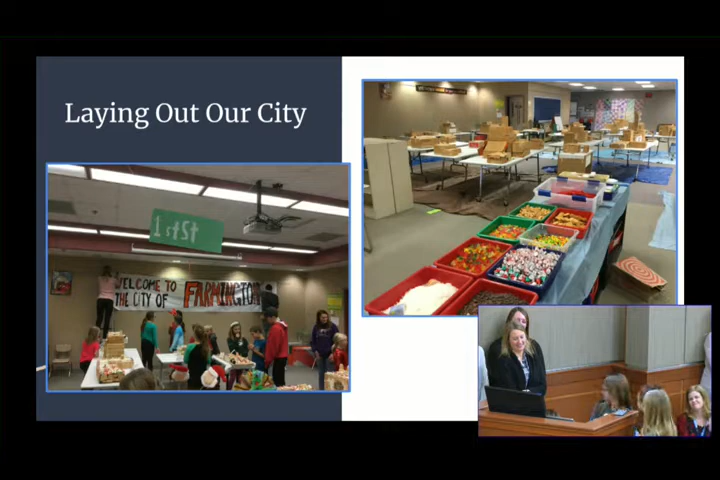 Laying Out Our City
1st St
WELCOME TO
THE CITY OF FARMINGTON